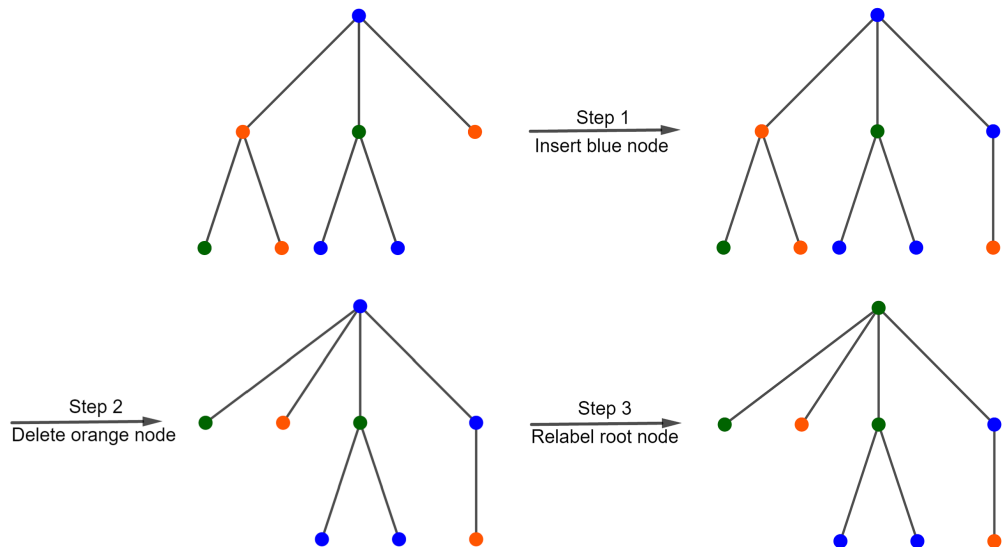 Step 1
Insert blue node
Step 2
Delete orange node
Step 3
Relabel root node